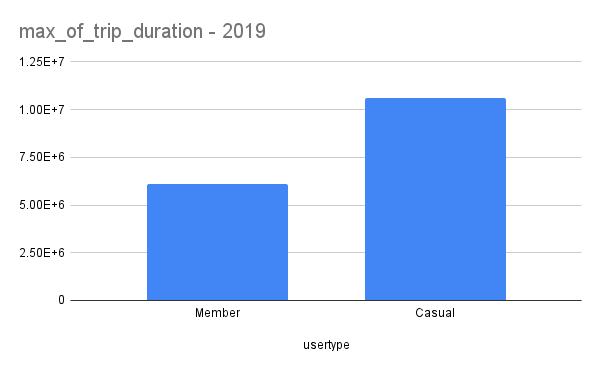 max_of_trip_duration - 2019
1.25E+7
1.00E+7
7.50E+6
5.00E+6
2.50E+6
0
Member
Casual
usertype